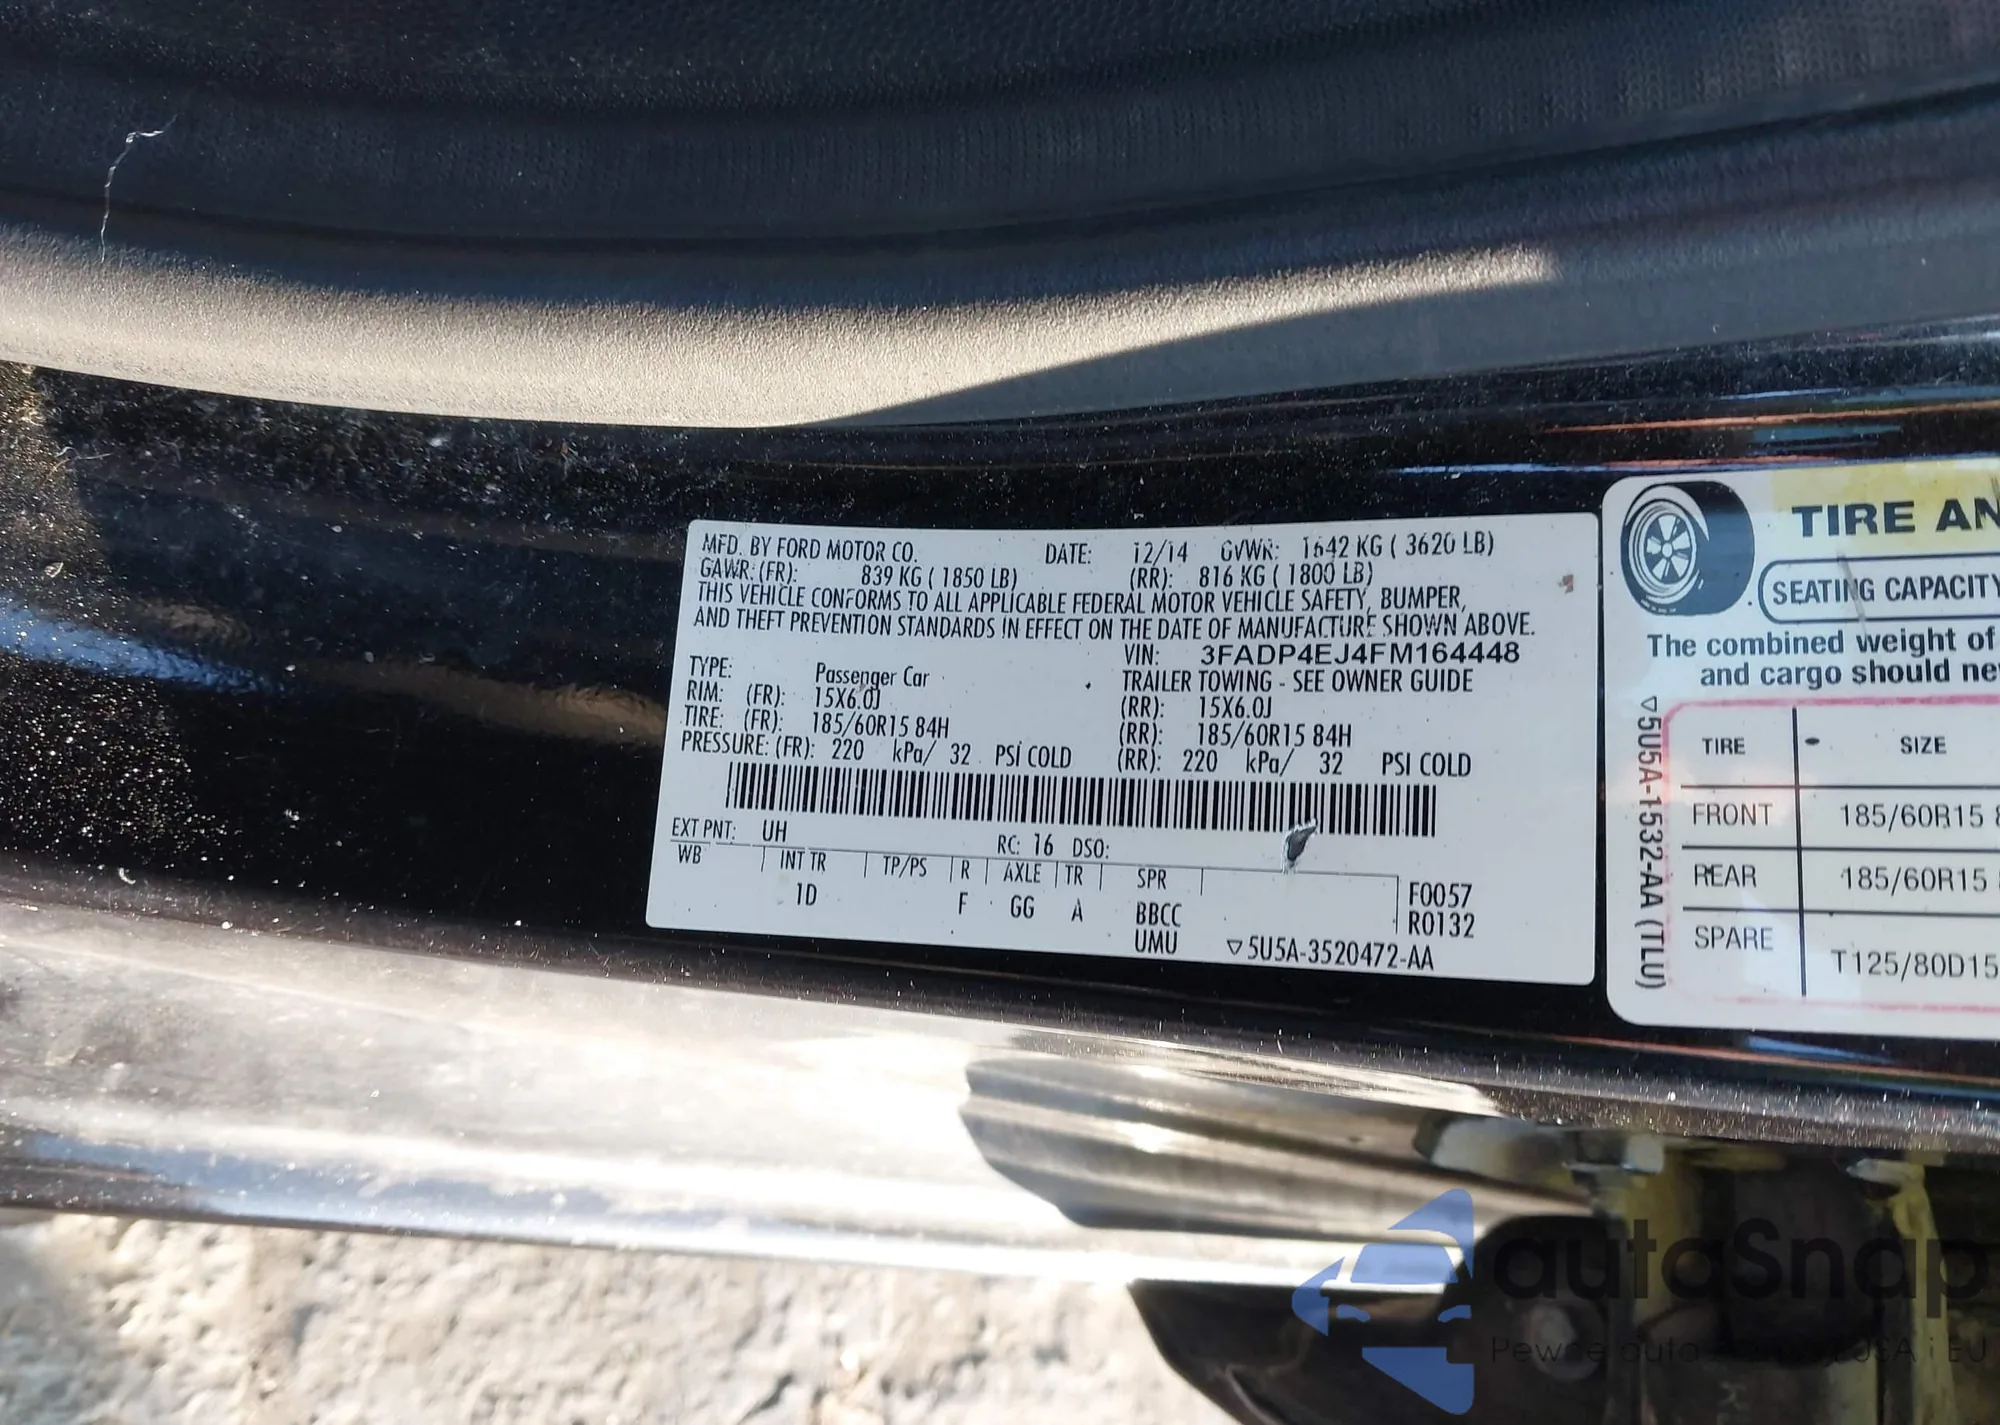 MFD. BY FORD MOTOR CO. DATE: 12/14 GVWR: 1642 KG ( 3620 LB)
GAWR: (FR): 839 KG ( 1850 LB) (RR): 816 KG ( 1800 LB)
THIS VEHICLE CONFORMS TO ALL APPLICABLE FEDERAL MOTOR VEHICLE SAFETY, BUMPER,
AND THEFT PREVENTION STANDARDS IN EFFECT ON THE DATE OF MANUFACTURE SHOWN ABOVE.
VIN: 3FADP4EJ4FM164448
TYPE: Passenger Car TRAILER TOWING - SEE OWNER GUIDE
RIM: (FR): 15X6.0J (RR): 15X6.0J
TIRE: (FR): 185/60R15 84H (RR): 185/60R15 84H
PRESSURE: (FR): 220 kPa/ 32 PSI COLD (RR): 220 kPa/ 32 PSI COLD
EXT PNT: UH RC: 16 DSO:
WB INT TR TP/PS R AXLE TR SPR
1D F GG A BBCC
UMU
F0057
R0132
▽5U5A-3520472-AA
TIRE AN
SEATING CAPACITY
The combined weight of
and cargo should nev
▽5U5A-1532-AA (TLU)
TIRE SIZE
FRONT 185/60R15 8
REAR 185/60R15
SPARE T125/80D15
autoSnap
Pewne auta USA i EU